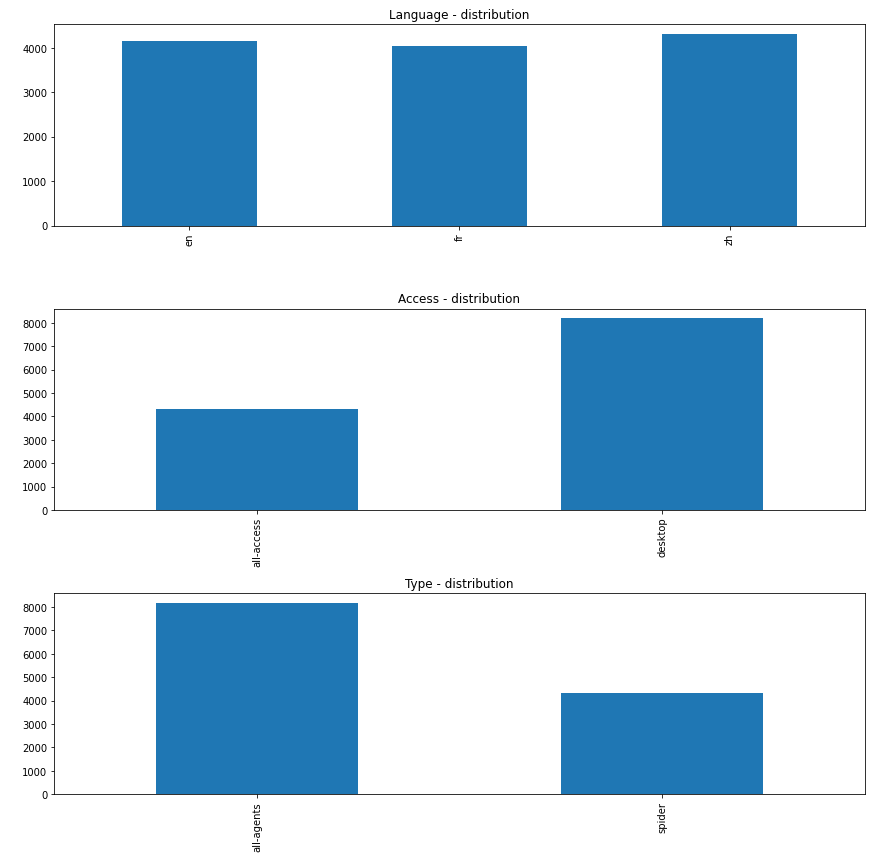 Language - distribution
4000
3000
2000
1000
0
en
fr
zh
Access - distribution
8000
7000
6000
5000
4000
3000
2000
1000
0
all-access
desktop
Type - distribution
8000
7000
6000
5000
4000
3000
2000
1000
0
all-agents
spider